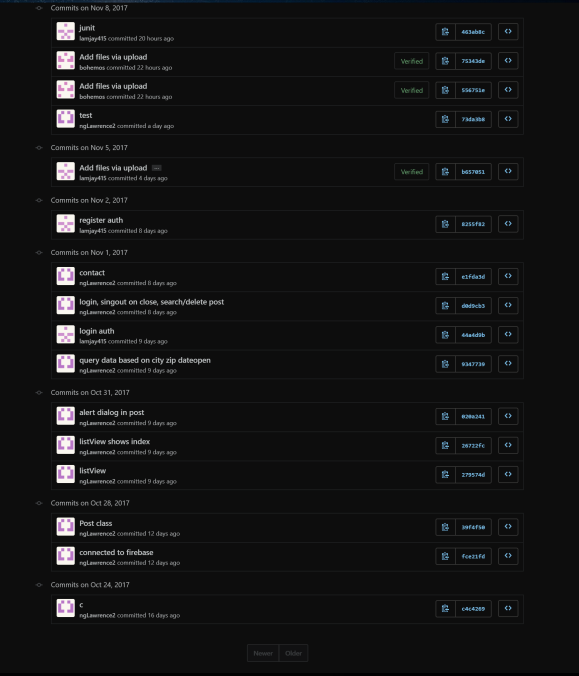 Commits on Nov 8, 2017
junit
lamjay415 committed 20 hours ago
463ab8c
Add files via upload
bohemos committed 22 hours ago
Verified
75343de
Add files via upload
bohemos committed 22 hours ago
Verified
556751e
test
ngLawrence2 committed a day ago
73da3b8
Commits on Nov 5, 2017
Add files via upload
lamjay415 committed 4 days ago
Verified
b657051
Commits on Nov 2, 2017
register auth
lamjay415 committed 8 days ago
8255f82
Commits on Nov 1, 2017
contact
ngLawrence2 committed 8 days ago
e1fda3d
login, singout on close, search/delete post
ngLawrence2 committed 8 days ago
d0d9cb3
login auth
lamjay415 committed 9 days ago
44a4d9b
query data based on city zip dateopen
ngLawrence2 committed 9 days ago
9347739
Commits on Oct 31, 2017
alert dialog in post
ngLawrence2 committed 9 days ago
020a241
listView shows index
ngLawrence2 committed 9 days ago
26722fc
listView
ngLawrence2 committed 9 days ago
279574d
Commits on Oct 28, 2017
Post class
ngLawrence2 committed 12 days ago
39f4f50
connected to firebase
ngLawrence2 committed 12 days ago
fce21fd
Commits on Oct 24, 2017
c
ngLawrence2 committed 16 days ago
c4c4269
Newer Older